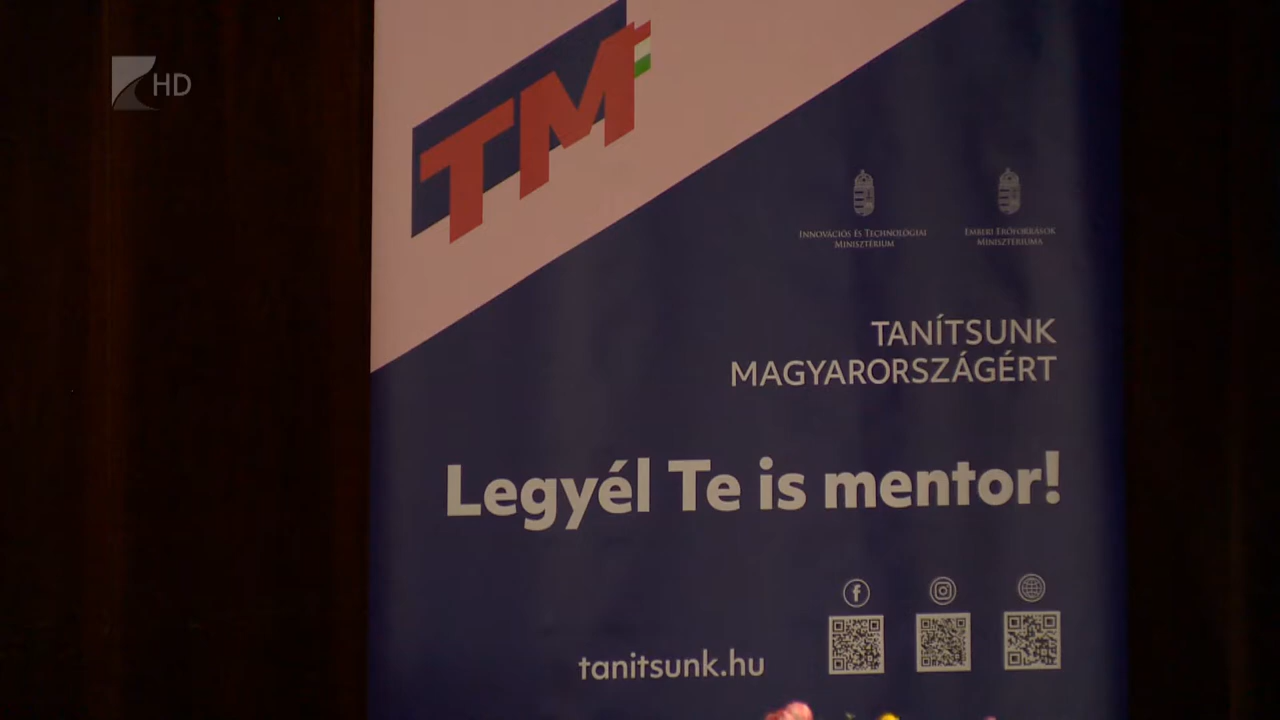 HD
TM
INNOVÁCIÓS ÉS TECHNOLÓGIAI
MINISZTÉRIUM
EMBERI ERŐFORRÁSOK
MINISZTÉRIUMA
TANÍTSUNK
MAGYARORSZÁGÉRT
Legyél Te is mentor!
tanitsunk.hu